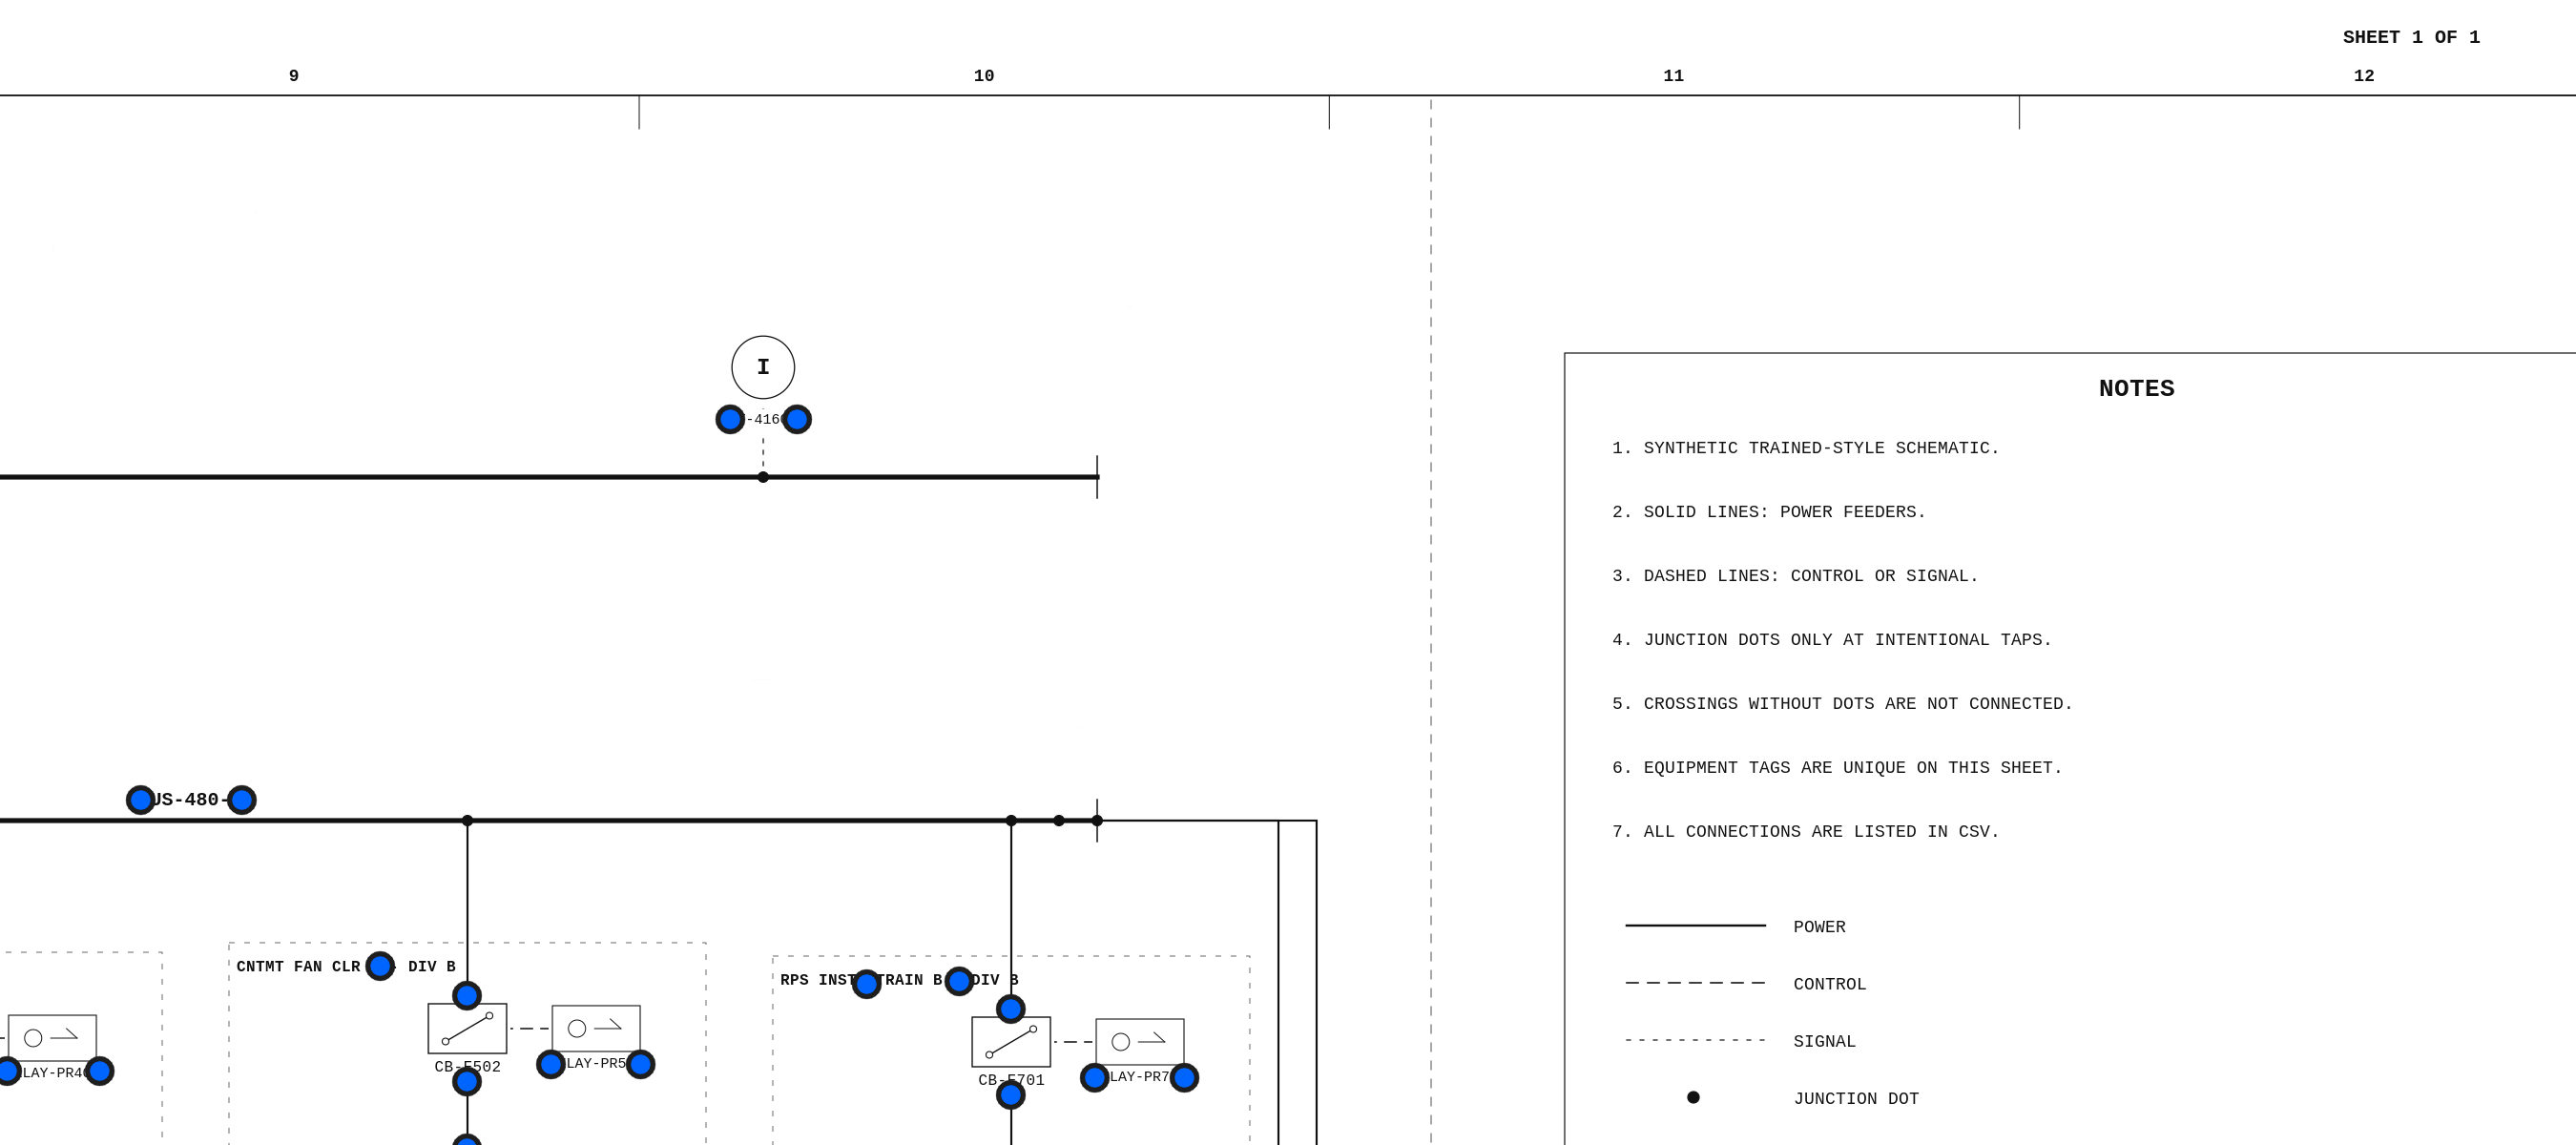 SHEET 1 OF 1
9 10 11 12
I
NOTES
1. SYNTHETIC TRAINED-STYLE SCHEMATIC.
2. SOLID LINES: POWER FEEDERS.
3. DASHED LINES: CONTROL OR SIGNAL.
4. JUNCTION DOTS ONLY AT INTENTIONAL TAPS.
5. CROSSINGS WITHOUT DOTS ARE NOT CONNECTED.
6. EQUIPMENT TAGS ARE UNIQUE ON THIS SHEET.
7. ALL CONNECTIONS ARE LISTED IN CSV.
POWER
CONTROL
SIGNAL
JUNCTION DOT
CNTMT FAN CLR DIV B
RPS TRAIN B DIV B